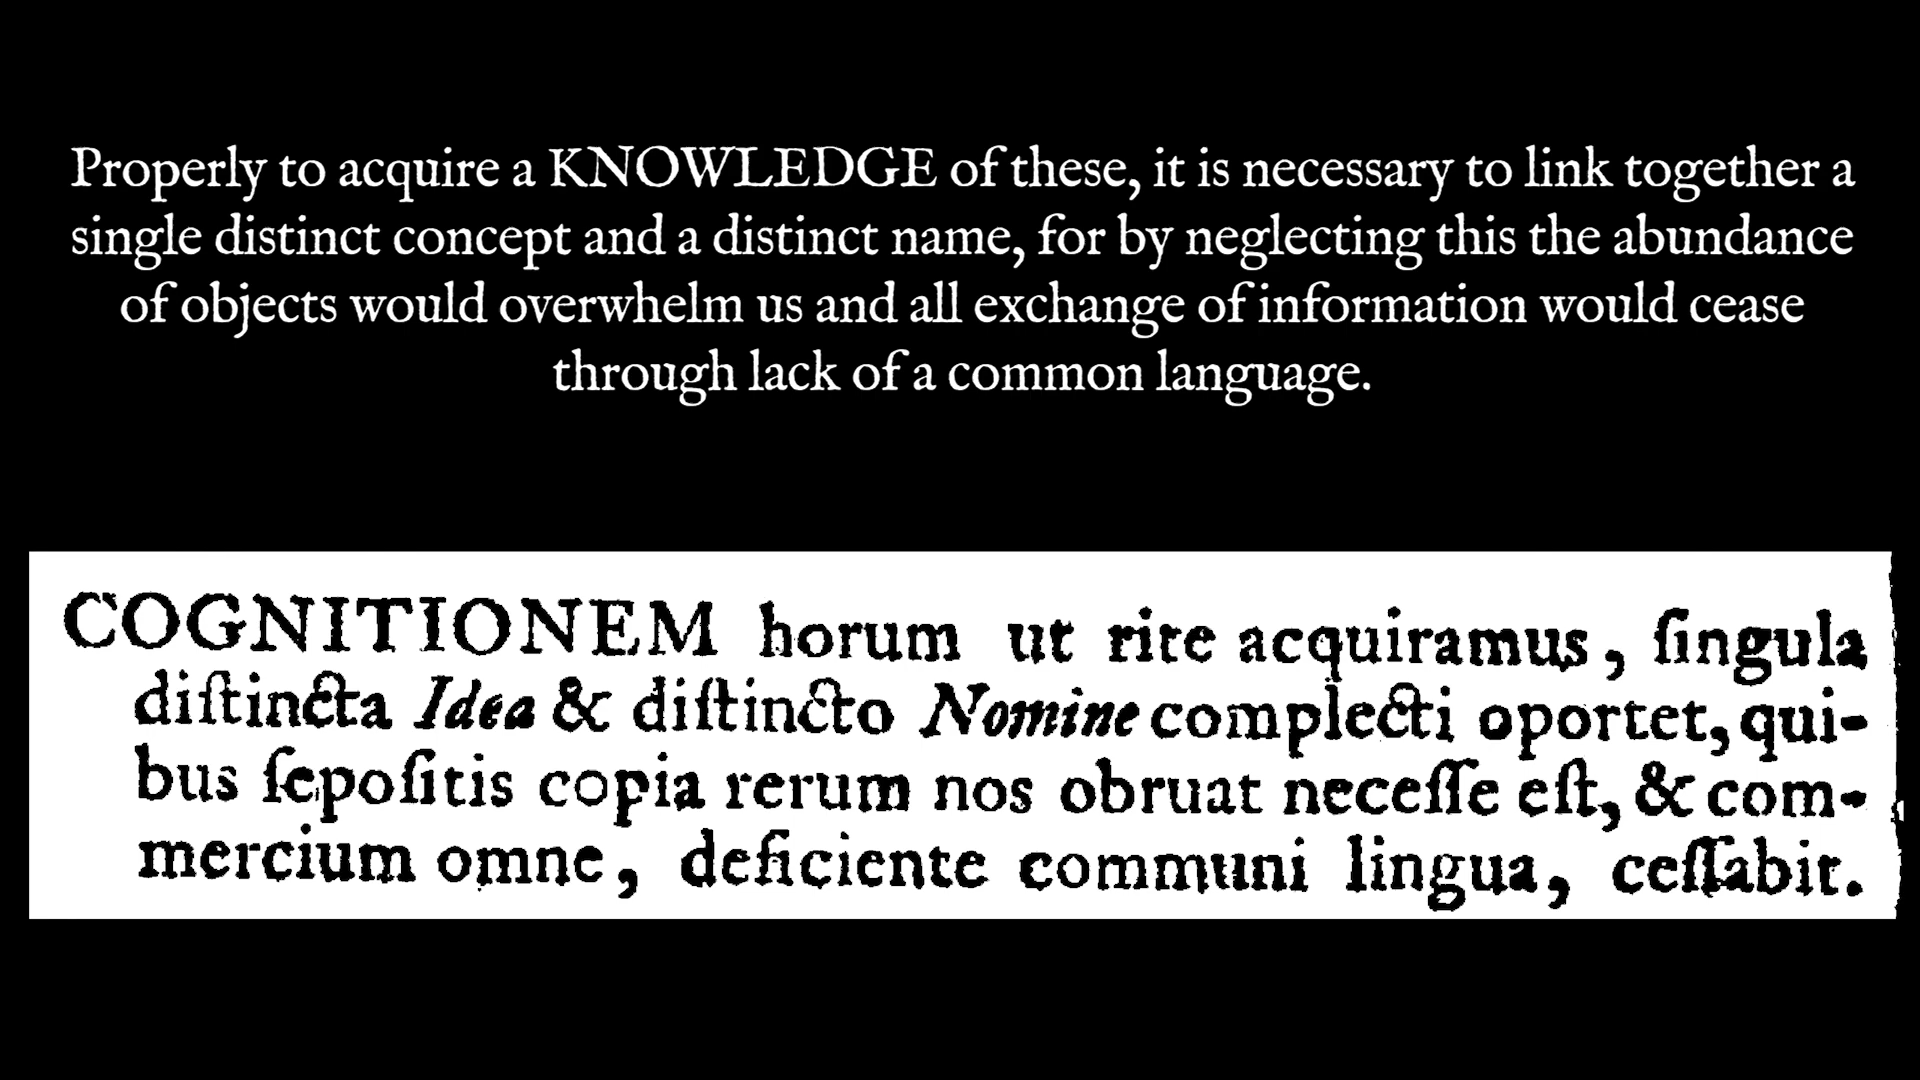 Properly to acquire a KNOWLEDGE of these, it is necessary to link together a
single distinct concept and a distinct name, for by neglecting this the abundance
of objects would overwhelm us and all exchange of information would cease
through lack of a common language.
COGNITIONEM horum ut rite acquiramus, ſingula
diſtincta Idea & diſtincto Nomine complecti oportet, qui-
bus ſepoſitis copia rerum nos obruat neceſſe eſt, & com-
mercium omne, deficiente communi lingua, ceſſabit.